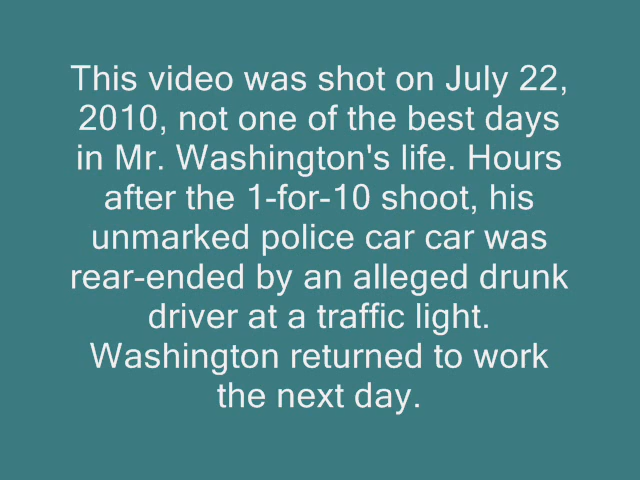 This video was shot on July 22,
2010, not one of the best days
in Mr. Washington's life. Hours
after the 1-for-10 shoot, his
unmarked police car car was
rear-ended by an alleged drunk
driver at a traffic light.
Washington returned to work
the next day.